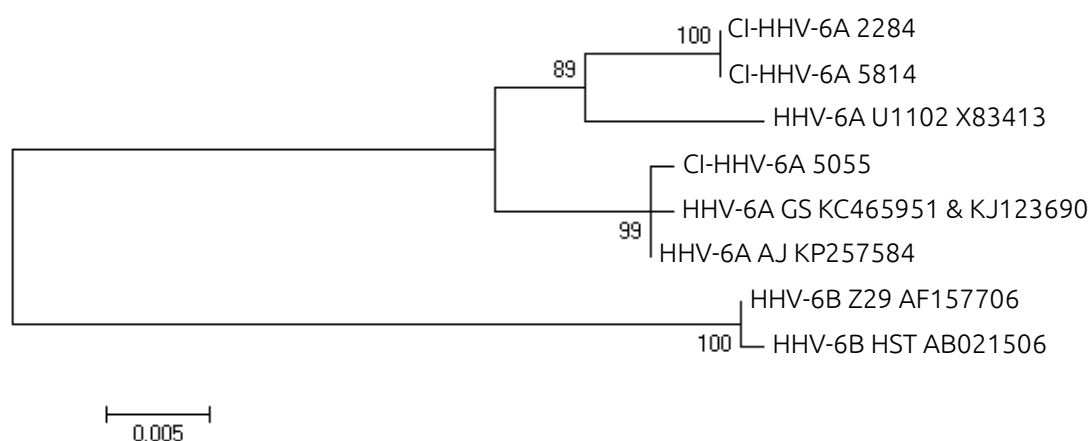 100
CI-HHV-6A 2284
89
CI-HHV-6A 5814
HHV-6A U1102 X83413
CI-HHV-6A 5055
HHV-6A GS KC465951 & KJ123690
99
HHV-6A AJ KP257584
HHV-6B Z29 AF157706
100
HHV-6B HST AB021506
0.005